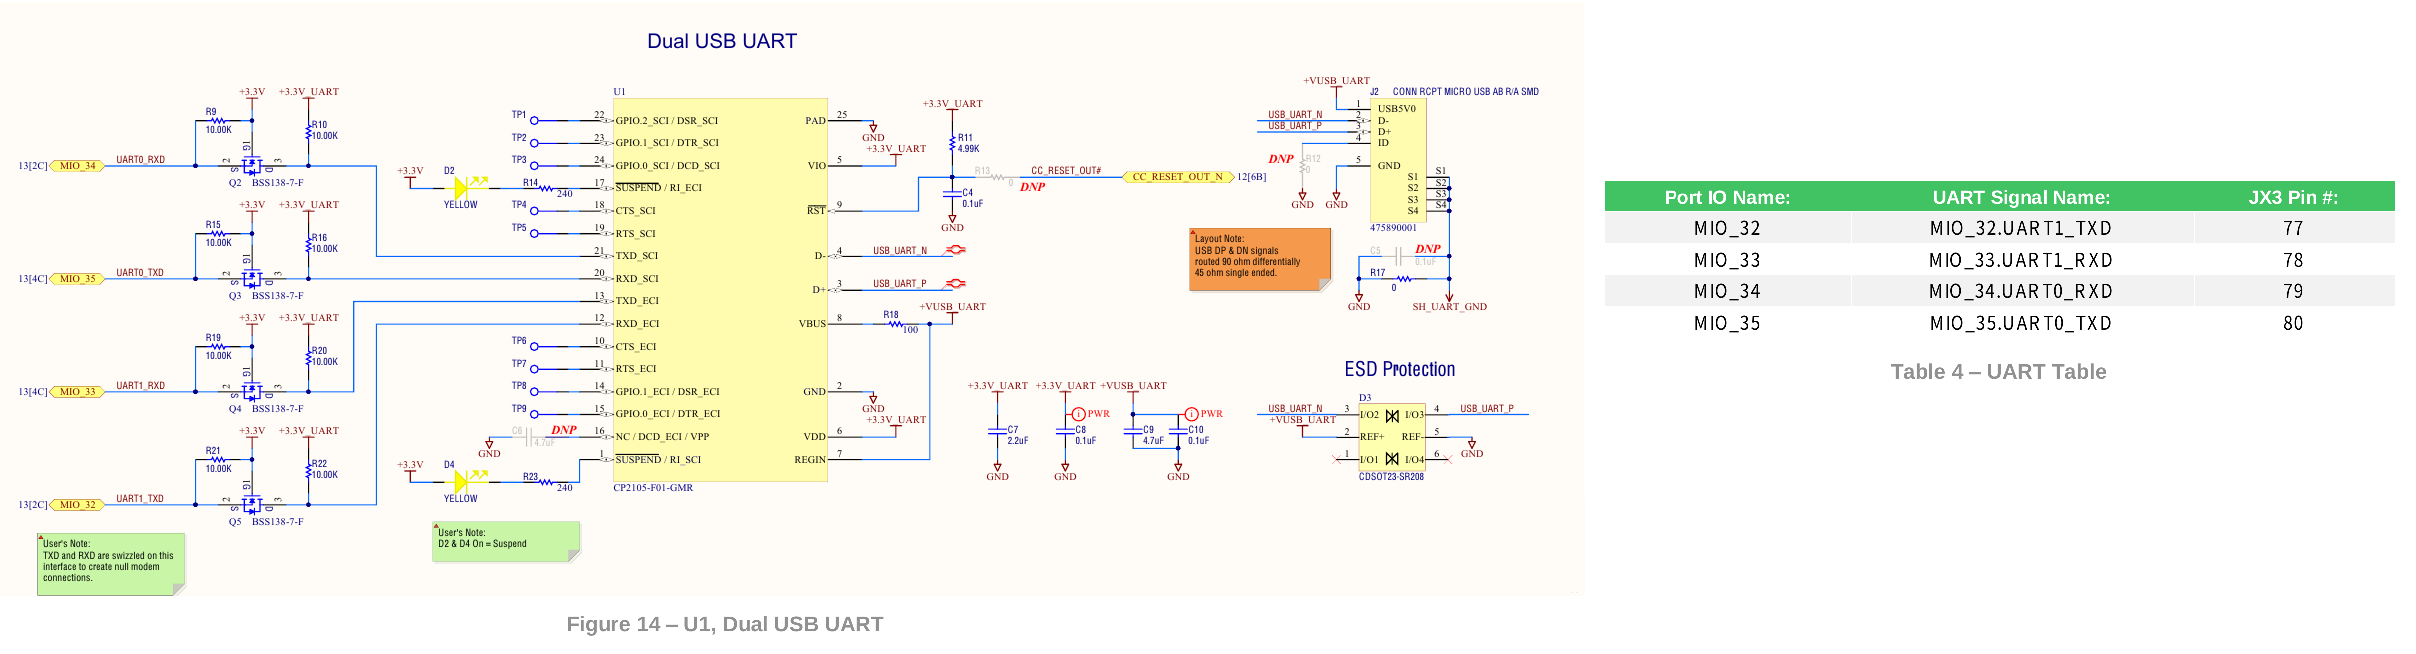 Dual USB UART
+3.3V +3.3V_UART
R9
10.00K
R10
10.00K
G1
13[2C] MIO_34 UART0_RXD
2 S D 3
Q2 BSS138-7-F
+3.3V +3.3V_UART
R15
10.00K
R16
10.00K
G1
13[4C] MIO_35 UART0_TXD
2 S D 3
Q3 BSS138-7-F
+3.3V +3.3V_UART
R19
10.00K
R20
10.00K
G1
13[4C] MIO_33 UART1_RXD
2 S D 3
Q4 BSS138-7-F
+3.3V +3.3V_UART
R21
10.00K
R22
10.00K
G1
13[2C] MIO_32 UART1_TXD
2 S D 3
Q5 BSS138-7-F
User's Note:
TXD and RXD are swizzled on this
interface to create null modem
connections.
U1
TP1 22 GPIO.2_SCI / DSR_SCI
TP2 23 GPIO.1_SCI / DTR_SCI
TP3 24 GPIO.0_SCI / DCD_SCI
+3.3V D2 YELLOW R14 240 17 SUSPEND / RI_ECI
TP4 18 CTS_SCI
TP5 19 RTS_SCI
21 TXD_SCI
20 RXD_SCI
13 TXD_ECI
12 RXD_ECI
TP6 10 CTS_ECI
TP7 11 RTS_ECI
TP8 14 GPIO.1_ECI / DSR_ECI
TP9 15 GPIO.0_ECI / DTR_ECI
GND C6 4.7uF DNP 16 NC / DCD_ECI / VPP
+3.3V D4 YELLOW R23 240 1 SUSPEND / RI_SCI
CP2105-F01-GMR
User's Note:
D2 & D4 On = Suspend
PAD 25 GND
VIO 5 +3.3V_UART
RST 9
D- 4 USB_UART_N
D+ 3 USB_UART_P
VBUS 8 R18 100 +VUSB_UART
GND 2 GND
VDD 6 +3.3V_UART
REGIN 7
+3.3V_UART
R11
4.99K
R13 0 DNP CC_RESET_OUT# CC_RESET_OUT_N 12[6B]
C4
0.1uF
GND
+3.3V_UART +3.3V_UART +VUSB_UART
PWR PWR
C7
2.2uF
C8
0.1uF
C9
4.7uF
C10
0.1uF
GND GND GND
+VUSB_UART
J2 CONN RCPT MICRO USB AB R/A SMD
1 USB5V0
USB_UART_N 2 D-
USB_UART_P 3 D+
4 ID
DNP R12 0
5 GND
GND GND
S1 S1
S2 S2
S3 S3
S4 S4
475890001
Layout Note:
USB DP & DN signals
routed 90 ohm differentially
45 ohm single ended.
C5 DNP
0.1uF
R17
0
GND SH_UART_GND
ESD Protection
D3
USB_UART_N 3 I/O2 I/O3 4 USB_UART_P
+VUSB_UART 2 REF+ REF- 5 GND
1 I/O1 I/O4 6
CDSOT23-SR208
Figure 14 – U1, Dual USB UART
Port IO Name: UART Signal Name: JX3 Pin #:
MIO_32 MIO_32.UART1_TXD 77
MIO_33 MIO_33.UART1_RXD 78
MIO_34 MIO_34.UART0_RXD 79
MIO_35 MIO_35.UART0_TXD 80
Table 4 – UART Table